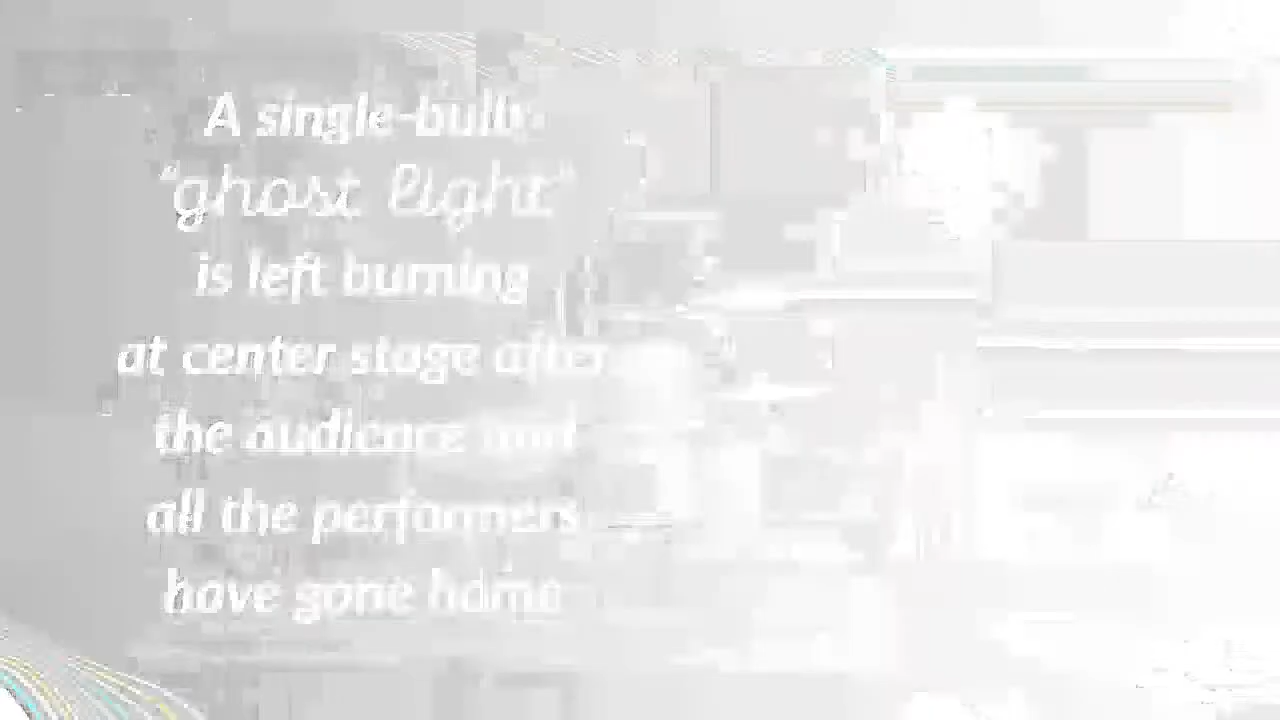 A single-bulb
“ghost light”
is left burning
at center stage after
the audience and
all the performers
have gone home